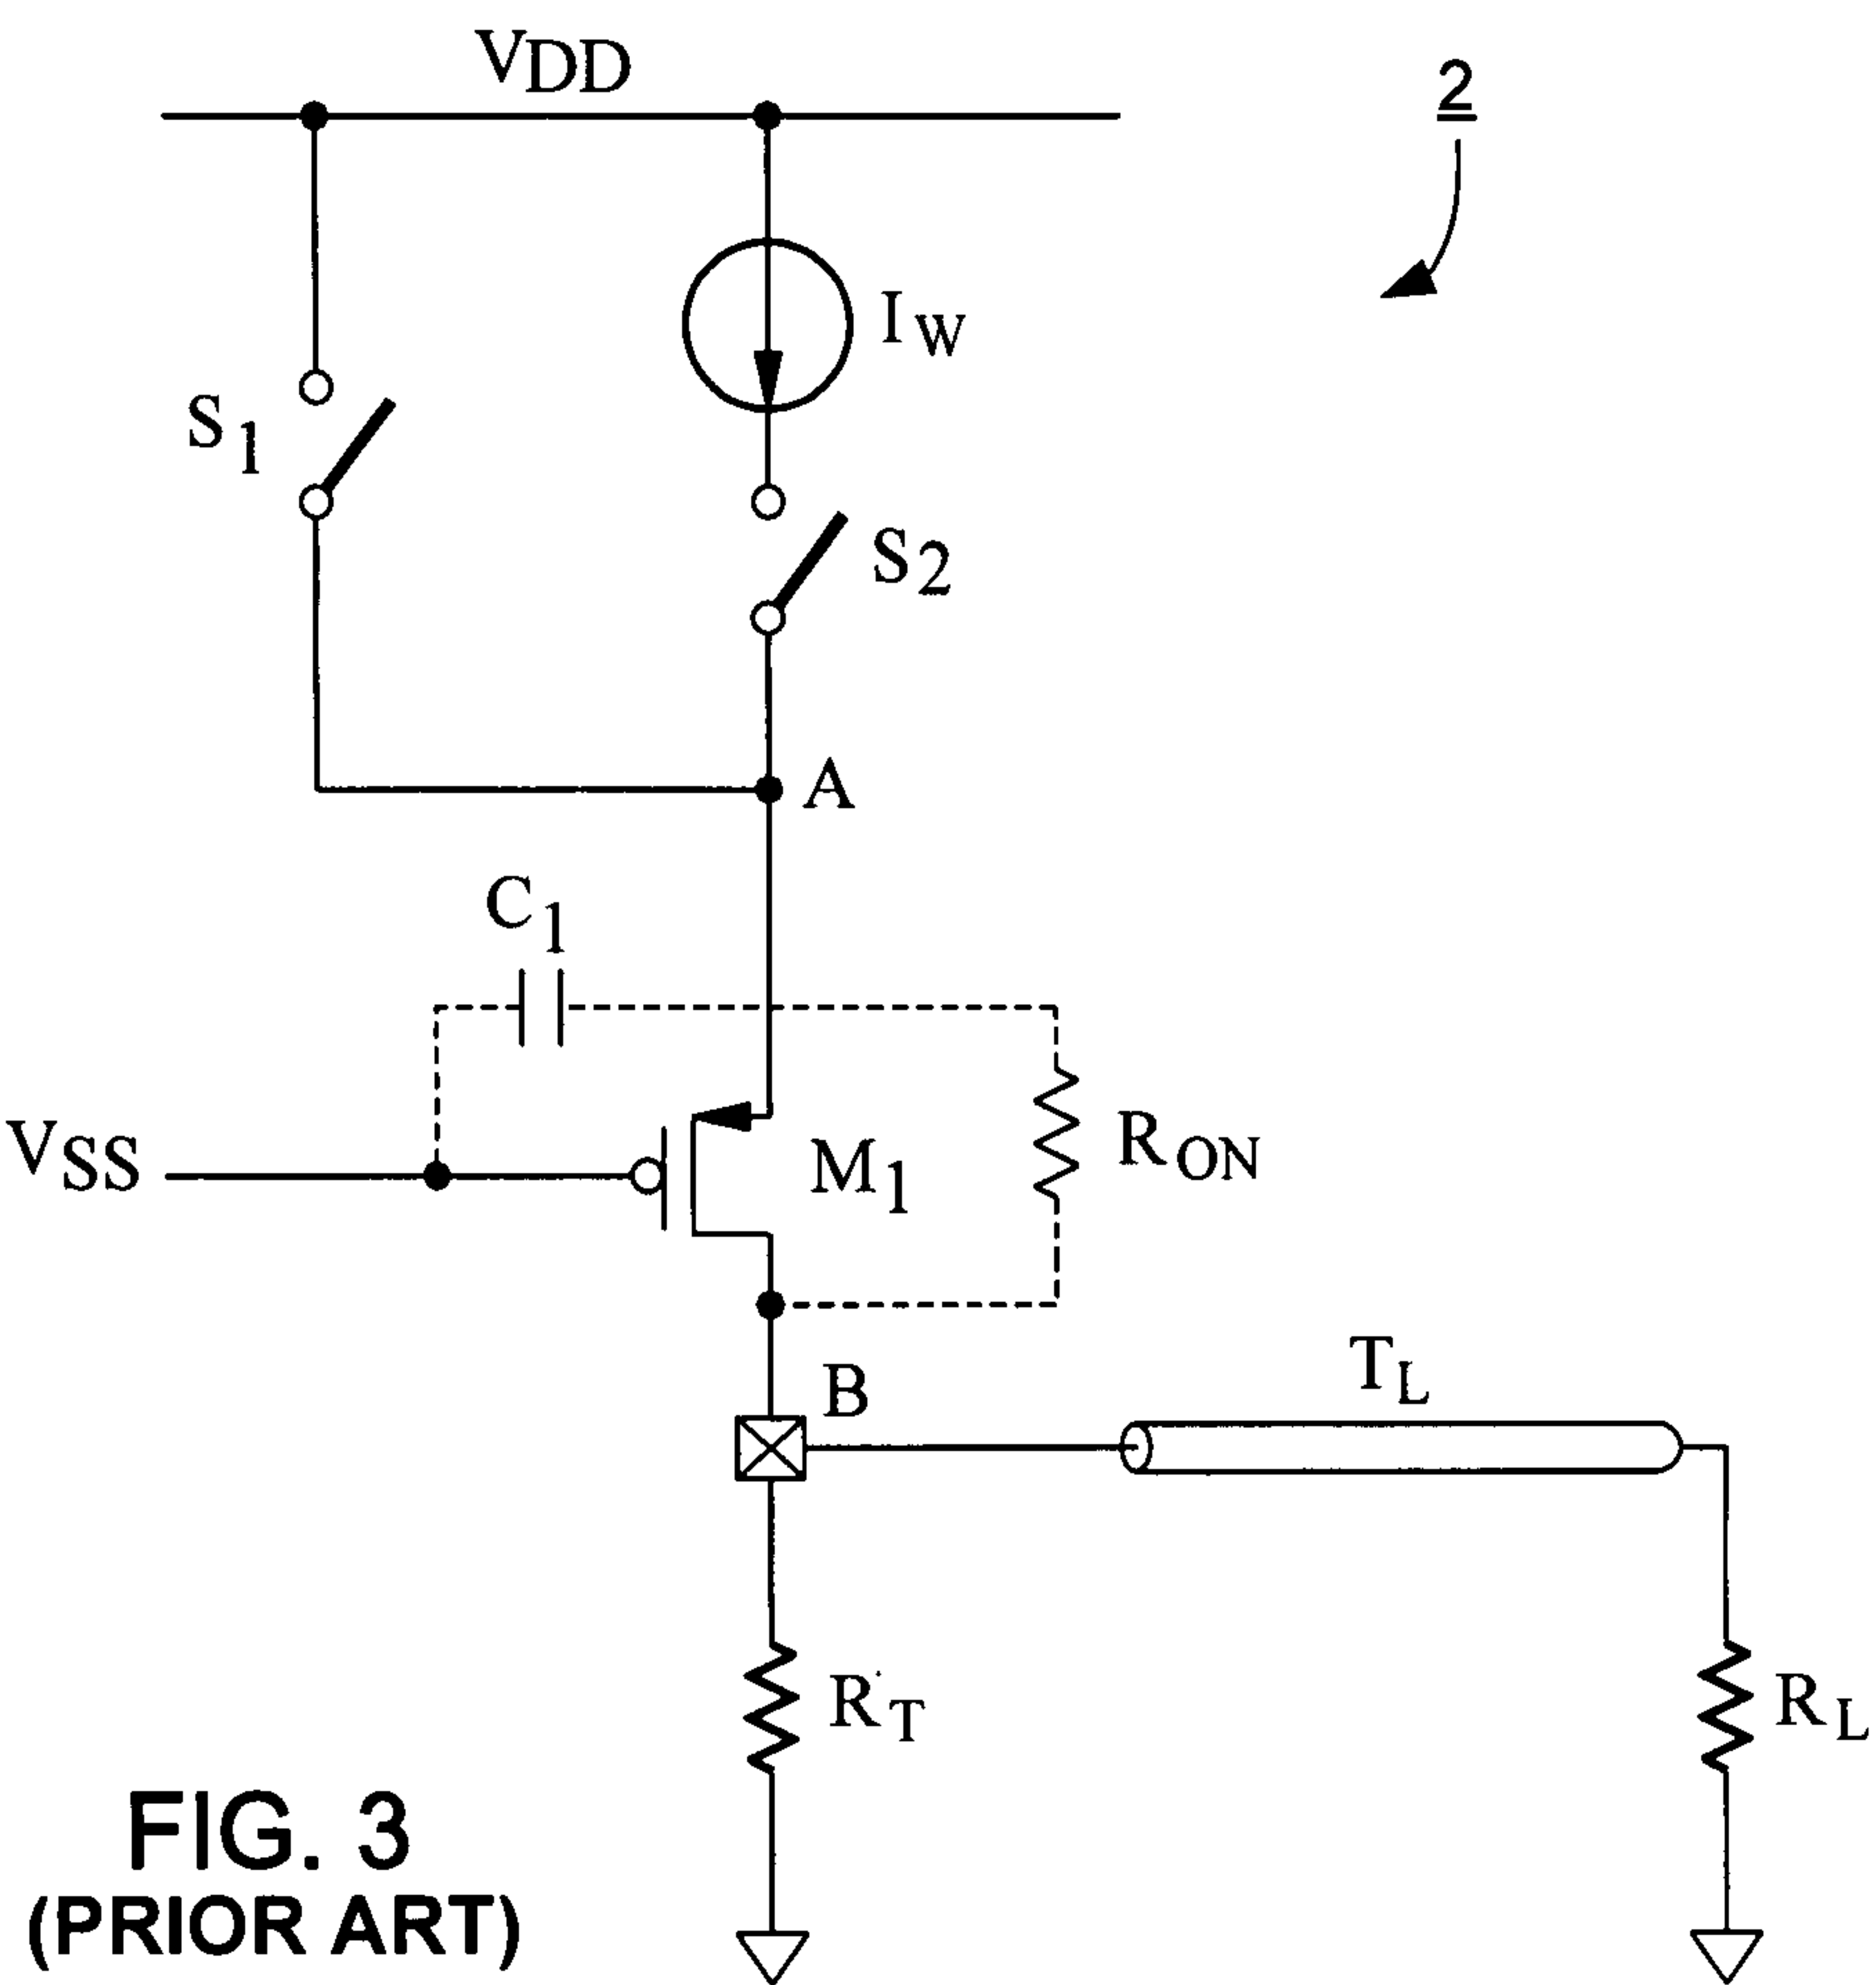 VDD
2
IW
S1
S2
A
C1
VSS
M1
RON
B
TL
RT
RL
FIG. 3
(PRIOR ART)